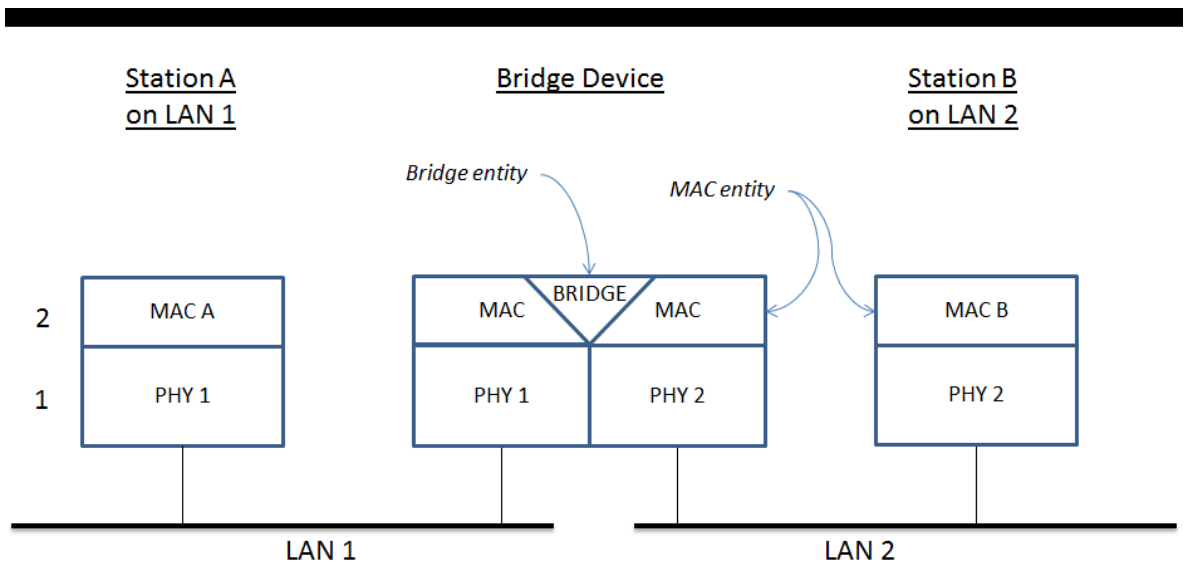 Station A
on LAN 1
Bridge Device
Station B
on LAN 2
Bridge entity
MAC entity
2
MAC A
MAC
BRIDGE
MAC
MAC B
1
PHY 1
PHY 1
PHY 2
PHY 2
LAN 1
LAN 2